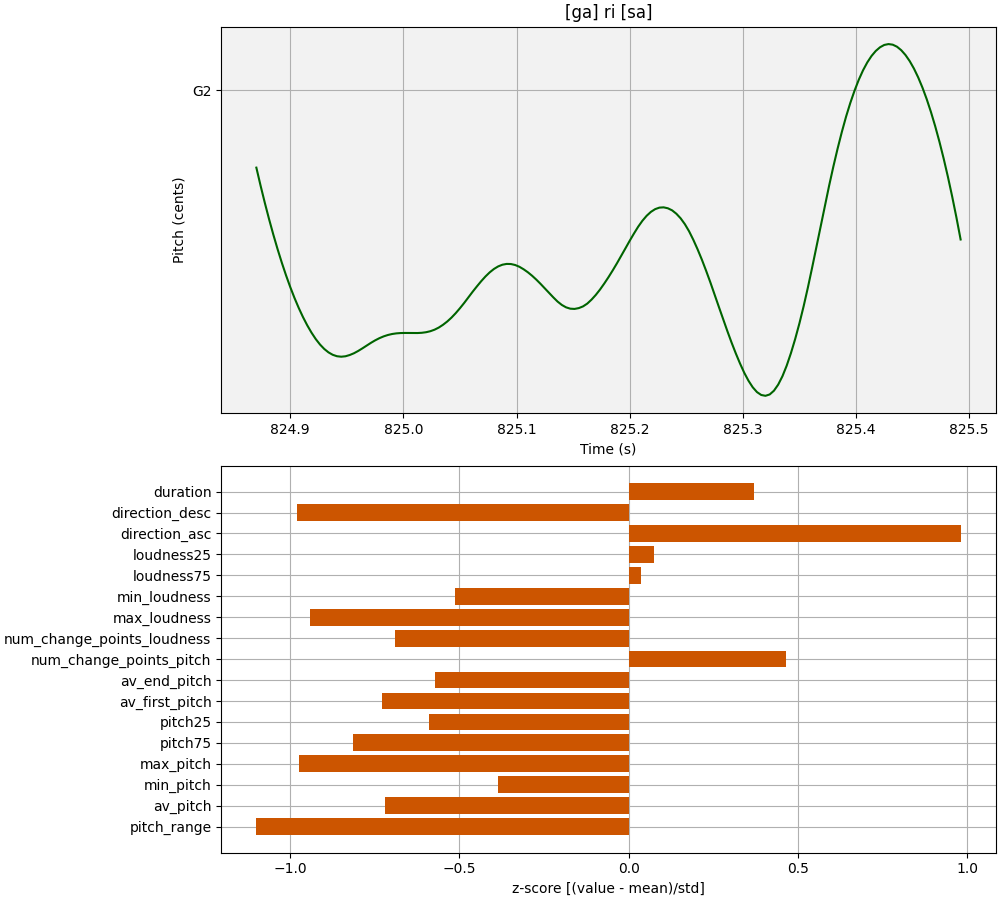 [ga] ri [sa]
G2
Pitch (cents)
824.9 825.0 825.1 825.2 825.3 825.4 825.5
Time (s)
duration
direction_desc
direction_asc
loudness25
loudness75
min_loudness
max_loudness
num_change_points_loudness
num_change_points_pitch
av_end_pitch
av_first_pitch
pitch25
pitch75
max_pitch
min_pitch
av_pitch
pitch_range
−1.0 −0.5 0.0 0.5 1.0
z-score [(value - mean)/std]